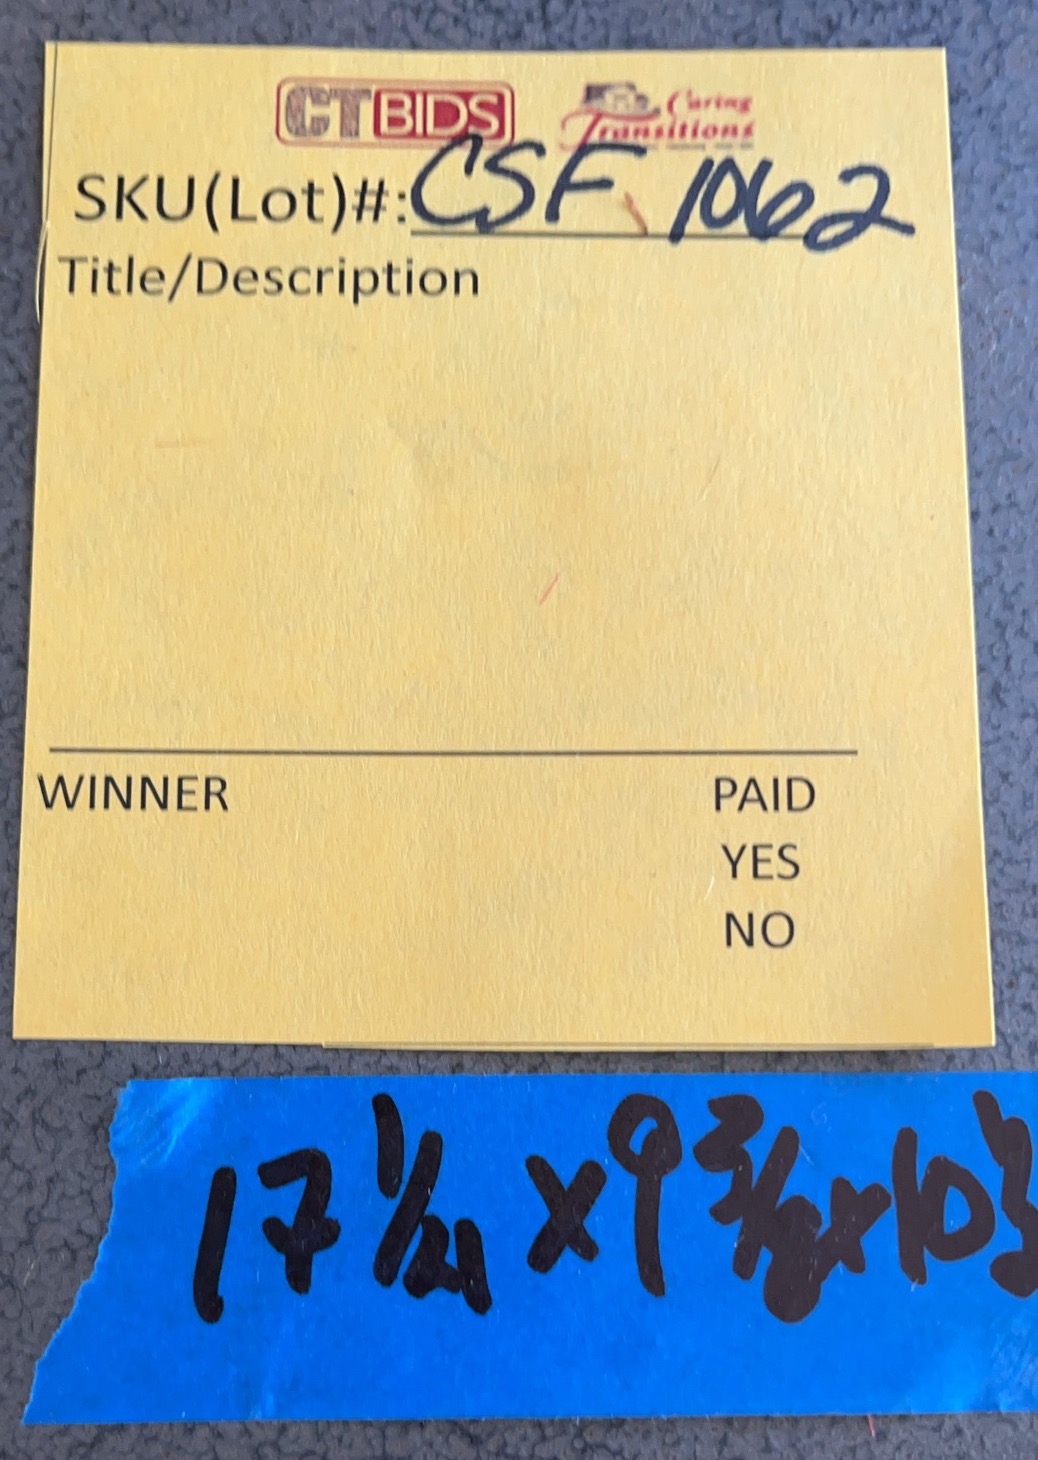 CTBIDS Caring Transitions
SKU(Lot)#: CSF 1062
Title/Description
WINNER PAID
YES
NO
17 1/4 x 9 3/8 x 10